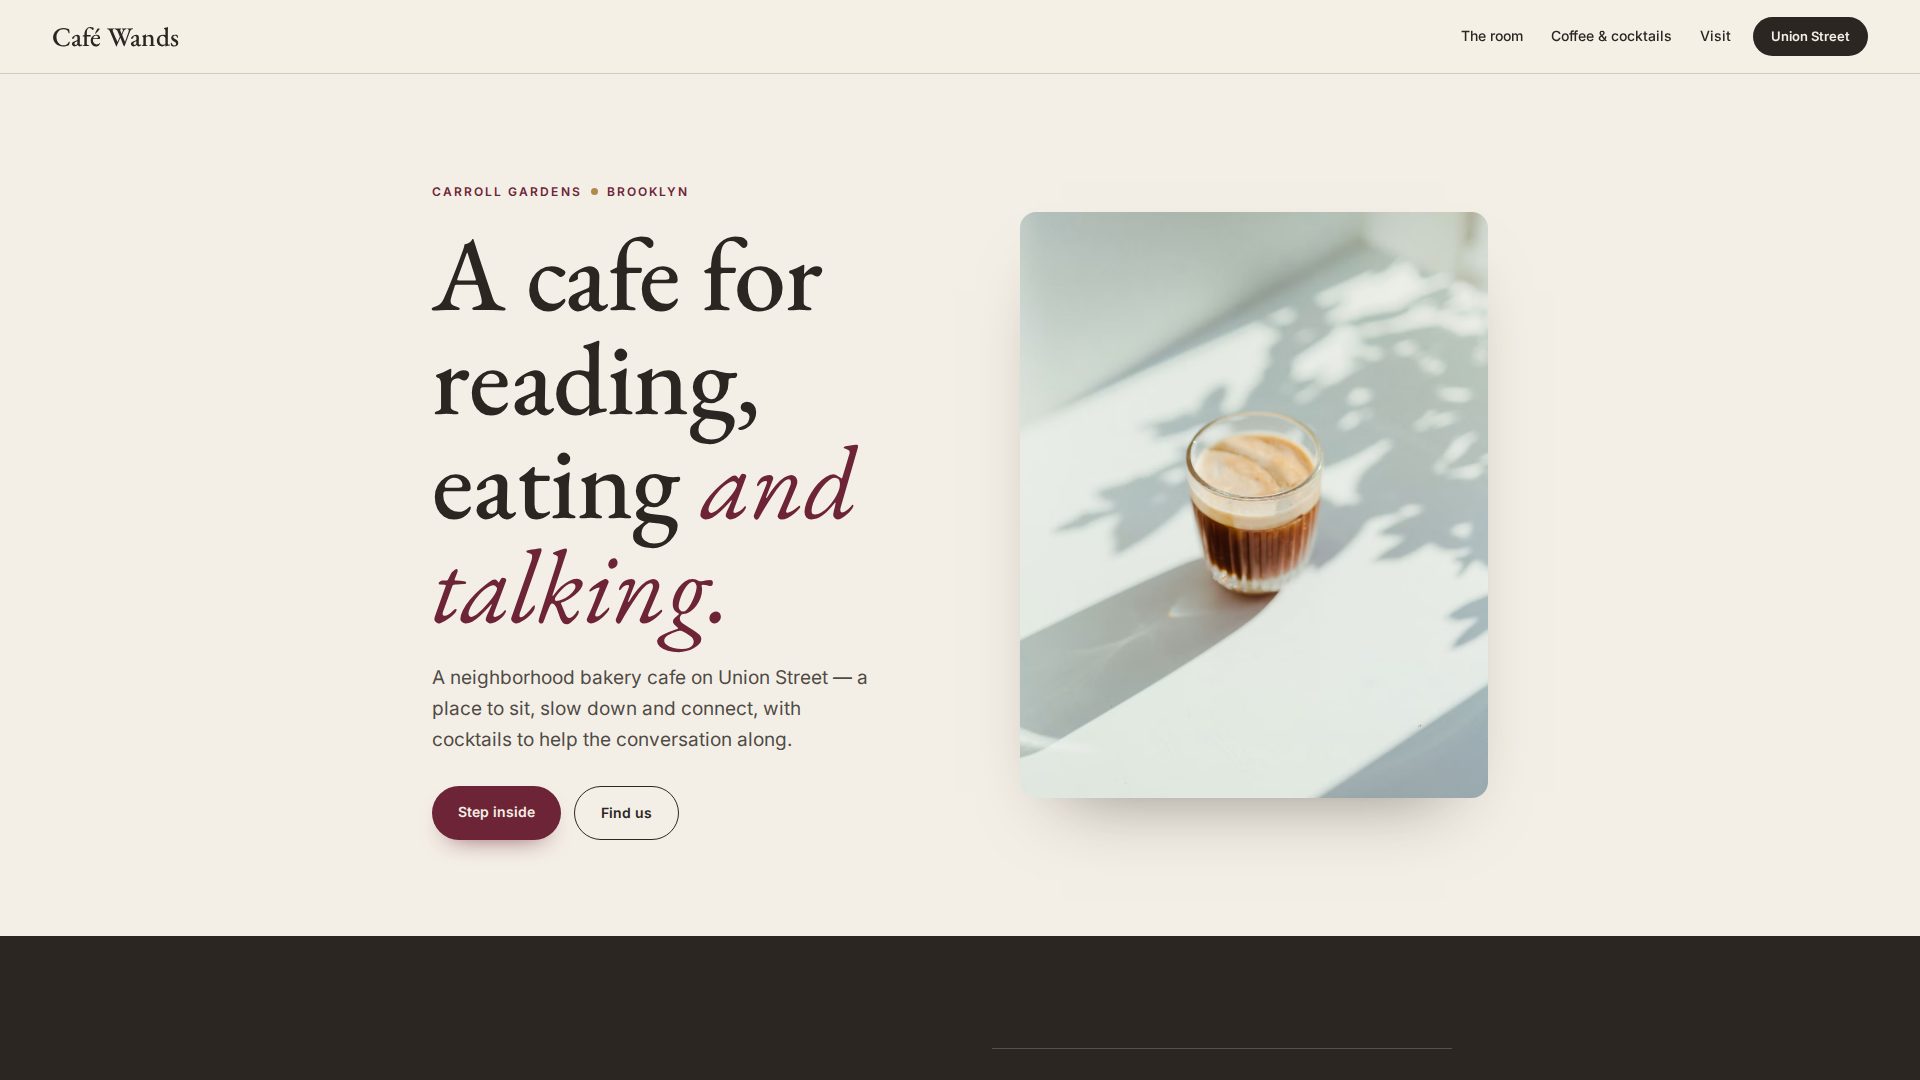 Café Wands
The room
Coffee & cocktails
Visit
Union Street
CARROLL GARDENS ● BROOKLYN
A cafe for
reading,
eating and
talking.
A neighborhood bakery cafe on Union Street — a
place to sit, slow down and connect, with
cocktails to help the conversation along.
Step inside
Find us